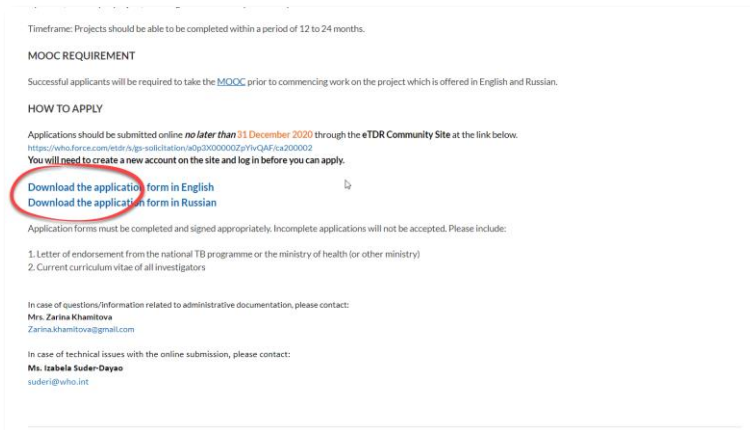 Timeframe: Projects should be able to be completed within a period of 12 to 24 months.
MOOC REQUIREMENT
Successful applicants will be required to take the MOOC prior to commencing work on the project which is offered in English and Russian.
HOW TO APPLY
Applications should be submitted online no later than 31 December 2020 through the eTDR Community Site at the link below.
https://who.force.com/etdr/s/gs-solicitation/a0p3X00000ZpYivQAF/ca200002
You will need to create a new account on the site and log in before you can apply.
Download the application form in English
Download the application form in Russian
Application forms must be completed and signed appropriately. Incomplete applications will not be accepted. Please include:
1. Letter of endorsement from the national TB programme or the ministry of health (or other ministry)
2. Current curriculum vitae of all investigators
In case of questions/information related to administrative documentation, please contact:
Mrs. Zarina Khamitova
Zarina.khamitova@gmail.com
In case of technical issues with the online submission, please contact:
Ms. Izabela Suder-Dayao
suderi@who.int